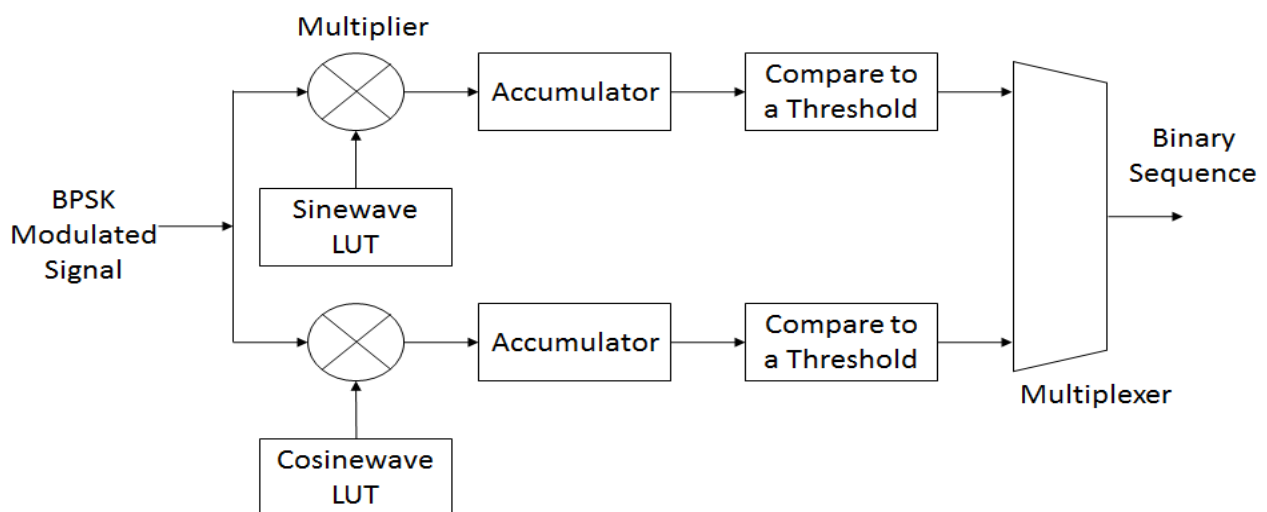 Multiplier
Accumulator
Compare to
a Threshold
Sinewave
LUT
BPSK
Modulated
Signal
Binary
Sequence
Accumulator
Compare to
a Threshold
Multiplexer
Cosinewave
LUT